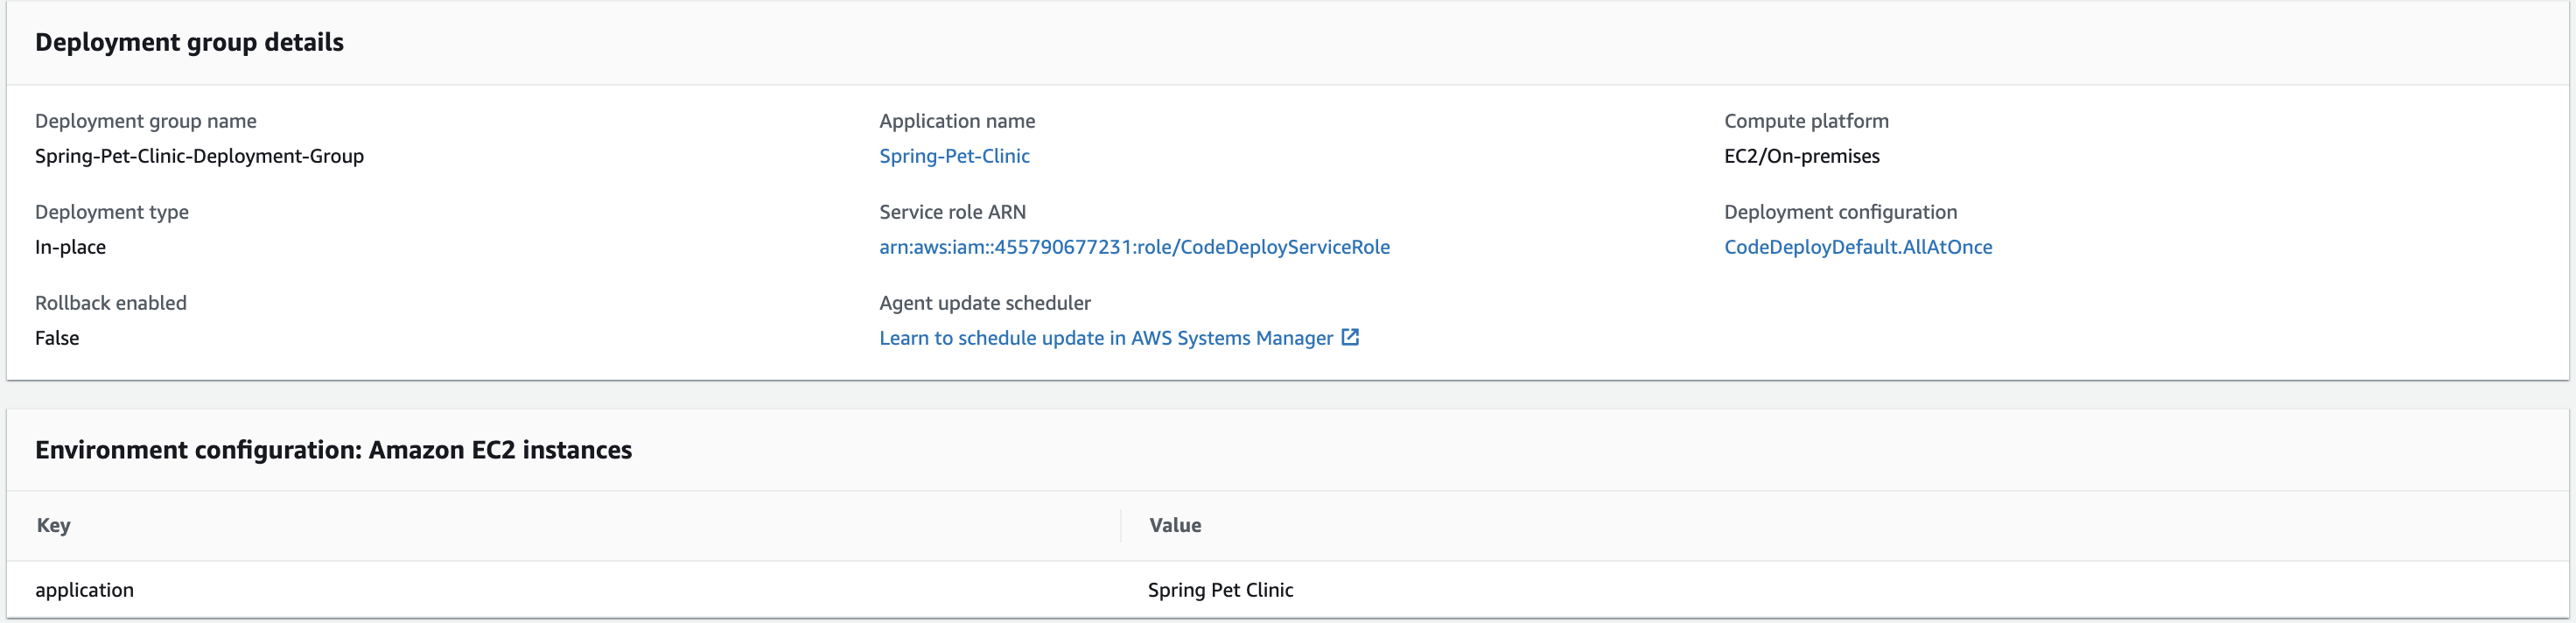 Deployment group details
Deployment group name
Application name
Compute platform
Spring-Pet-Clinic-Deployment-Group
Spring-Pet-Clinic
EC2/On-premises
Deployment type
Service role ARN
Deployment configuration
In-place
arn:aws:iam::455790677231:role/CodeDeployServiceRole
CodeDeployDefault.AllAtOnce
Rollback enabled
Agent update scheduler
False
Learn to schedule update in AWS Systems Manager
Environment configuration: Amazon EC2 instances
Key
Value
application
Spring Pet Clinic